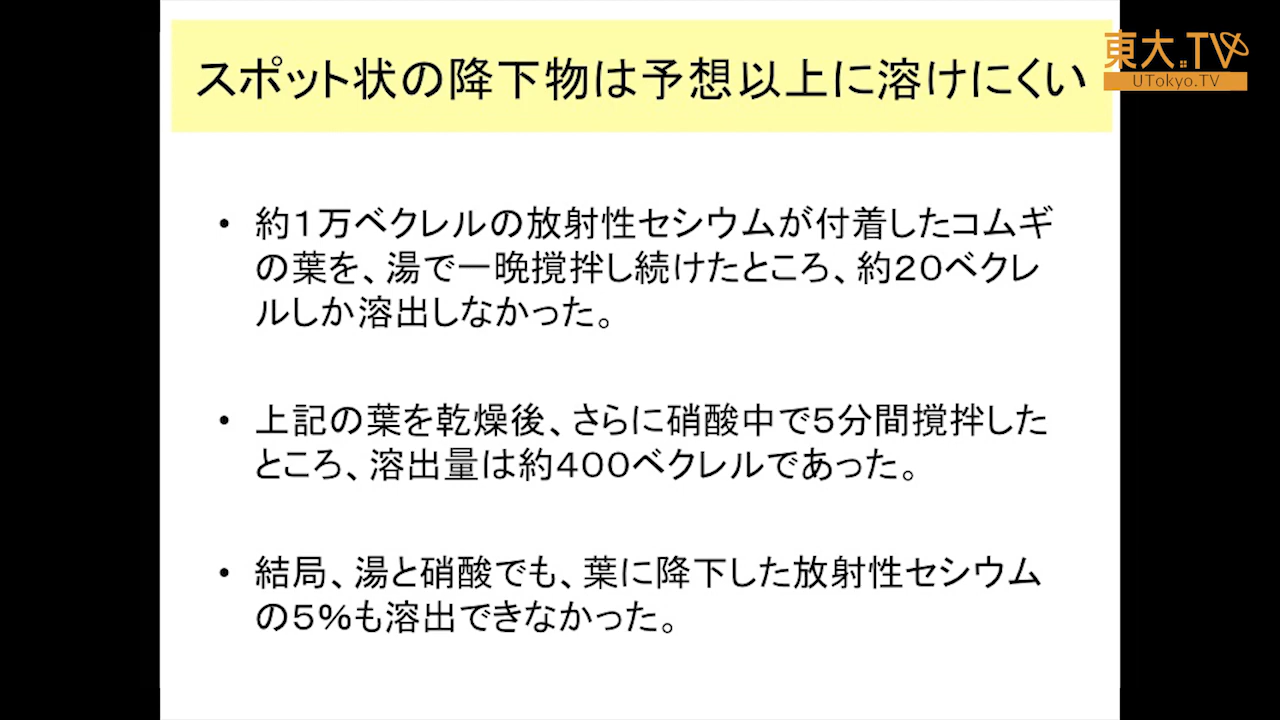 スポット状の降下物は予想以上に溶けにくい
東大.TV
UTokyo.TV
・ 約1万ベクレルの放射性セシウムが付着したコムギ
の葉を、湯で一晩撹拌し続けたところ、約20ベクレ
ルしか溶出しなかった。
・ 上記の葉を乾燥後、さらに硝酸中で5分間撹拌した
ところ、溶出量は約400ベクレルであった。
・ 結局、湯と硝酸でも、葉に降下した放射性セシウム
の5%も溶出できなかった。